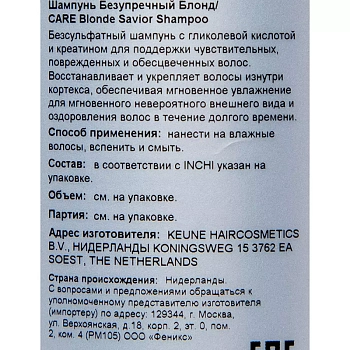 Шампунь Безупречный Блонд/
CARE Blonde Savior Shampoo
Безсульфатный шампунь с гликолевой кислотой
и креатином для поддержки чувствительных,
поврежденных и обесцвеченных волос.
Восстанавливает и укрепляет волосы изнутри
кортекса, обеспечивая мгновенное увлажнение
для мгновенного невероятного внешнего вида и
оздоровления волос в течение долгого времени.
Способ применения: нанести на влажные
волосы, вспенить и смыть.
Состав: в соответствии с INCHI указан на
упаковке.
Объем: см. на упаковке.
Партия: см. на упаковке.
Адрес изготовителя: KEUNE HAIRCOSMETICS
B.V., НИДЕРЛАНДЫ KONINGSWEG 15 3762 EA
SOEST, THE NETHERLANDS
Страна происхождения: Нидерланды.
С вопросами и предложениями обращаться к
уполномоченному представителю изготовителя
(импортеру) по адресу: 129344, г. Москва,
ул. Верхоянская, д.18, корп. 2, эт. 0, пом.
2, ком. 4 (РМ105) ООО «Феникс»